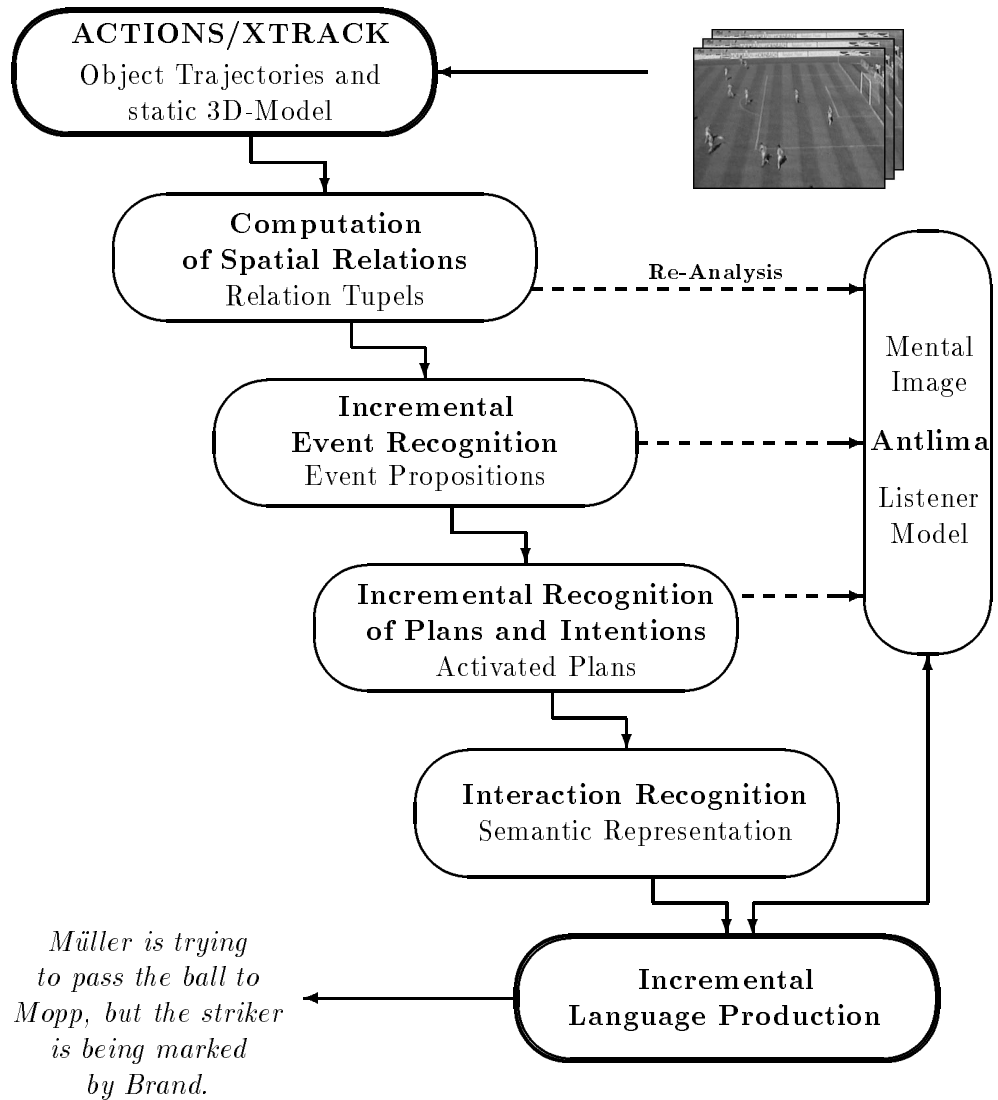 ACTIONS/XTRACK
Object Trajectories and
static 3D-Model
Computation
of Spatial Relations
Relation Tupels
Re-Analysis
Mental
Image
Antlima
Listener
Model
Incremental
Event Recognition
Event Propositions
Incremental Recognition
of Plans and Intentions
Activated Plans
Interaction Recognition
Semantic Representation
Incremental
Language Production
Müller is trying
to pass the ball to
Mopp, but the striker
is being marked
by Brand.